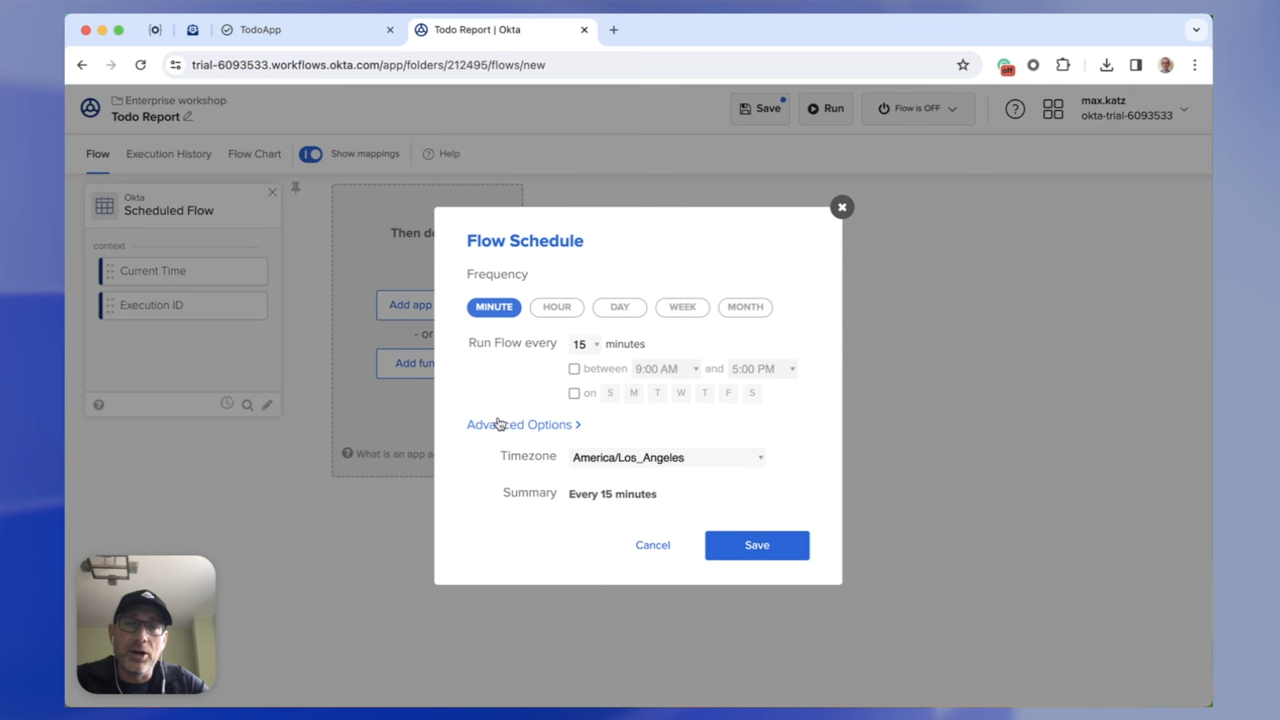 TodoApp
Todo Report | Okta
trial-6093533.workflows.okta.com/app/folders/212495/flows/new
off
Enterprise workshop
Todo Report
Save
Run
Flow is OFF
max.katz
okta-trial-6093533
Flow
Execution History
Flow Chart
Show mappings
Help
Okta
Scheduled Flow
context
Current Time
Execution ID
Then do
Add app
- or
Add fun
What is an app a
Flow Schedule
Frequency
MINUTE HOUR DAY WEEK MONTH
Run Flow every 15 minutes
between 9:00 AM and 5:00 PM
on S M T W T F S
Advanced Options >
Timezone America/Los_Angeles
Summary Every 15 minutes
Cancel Save